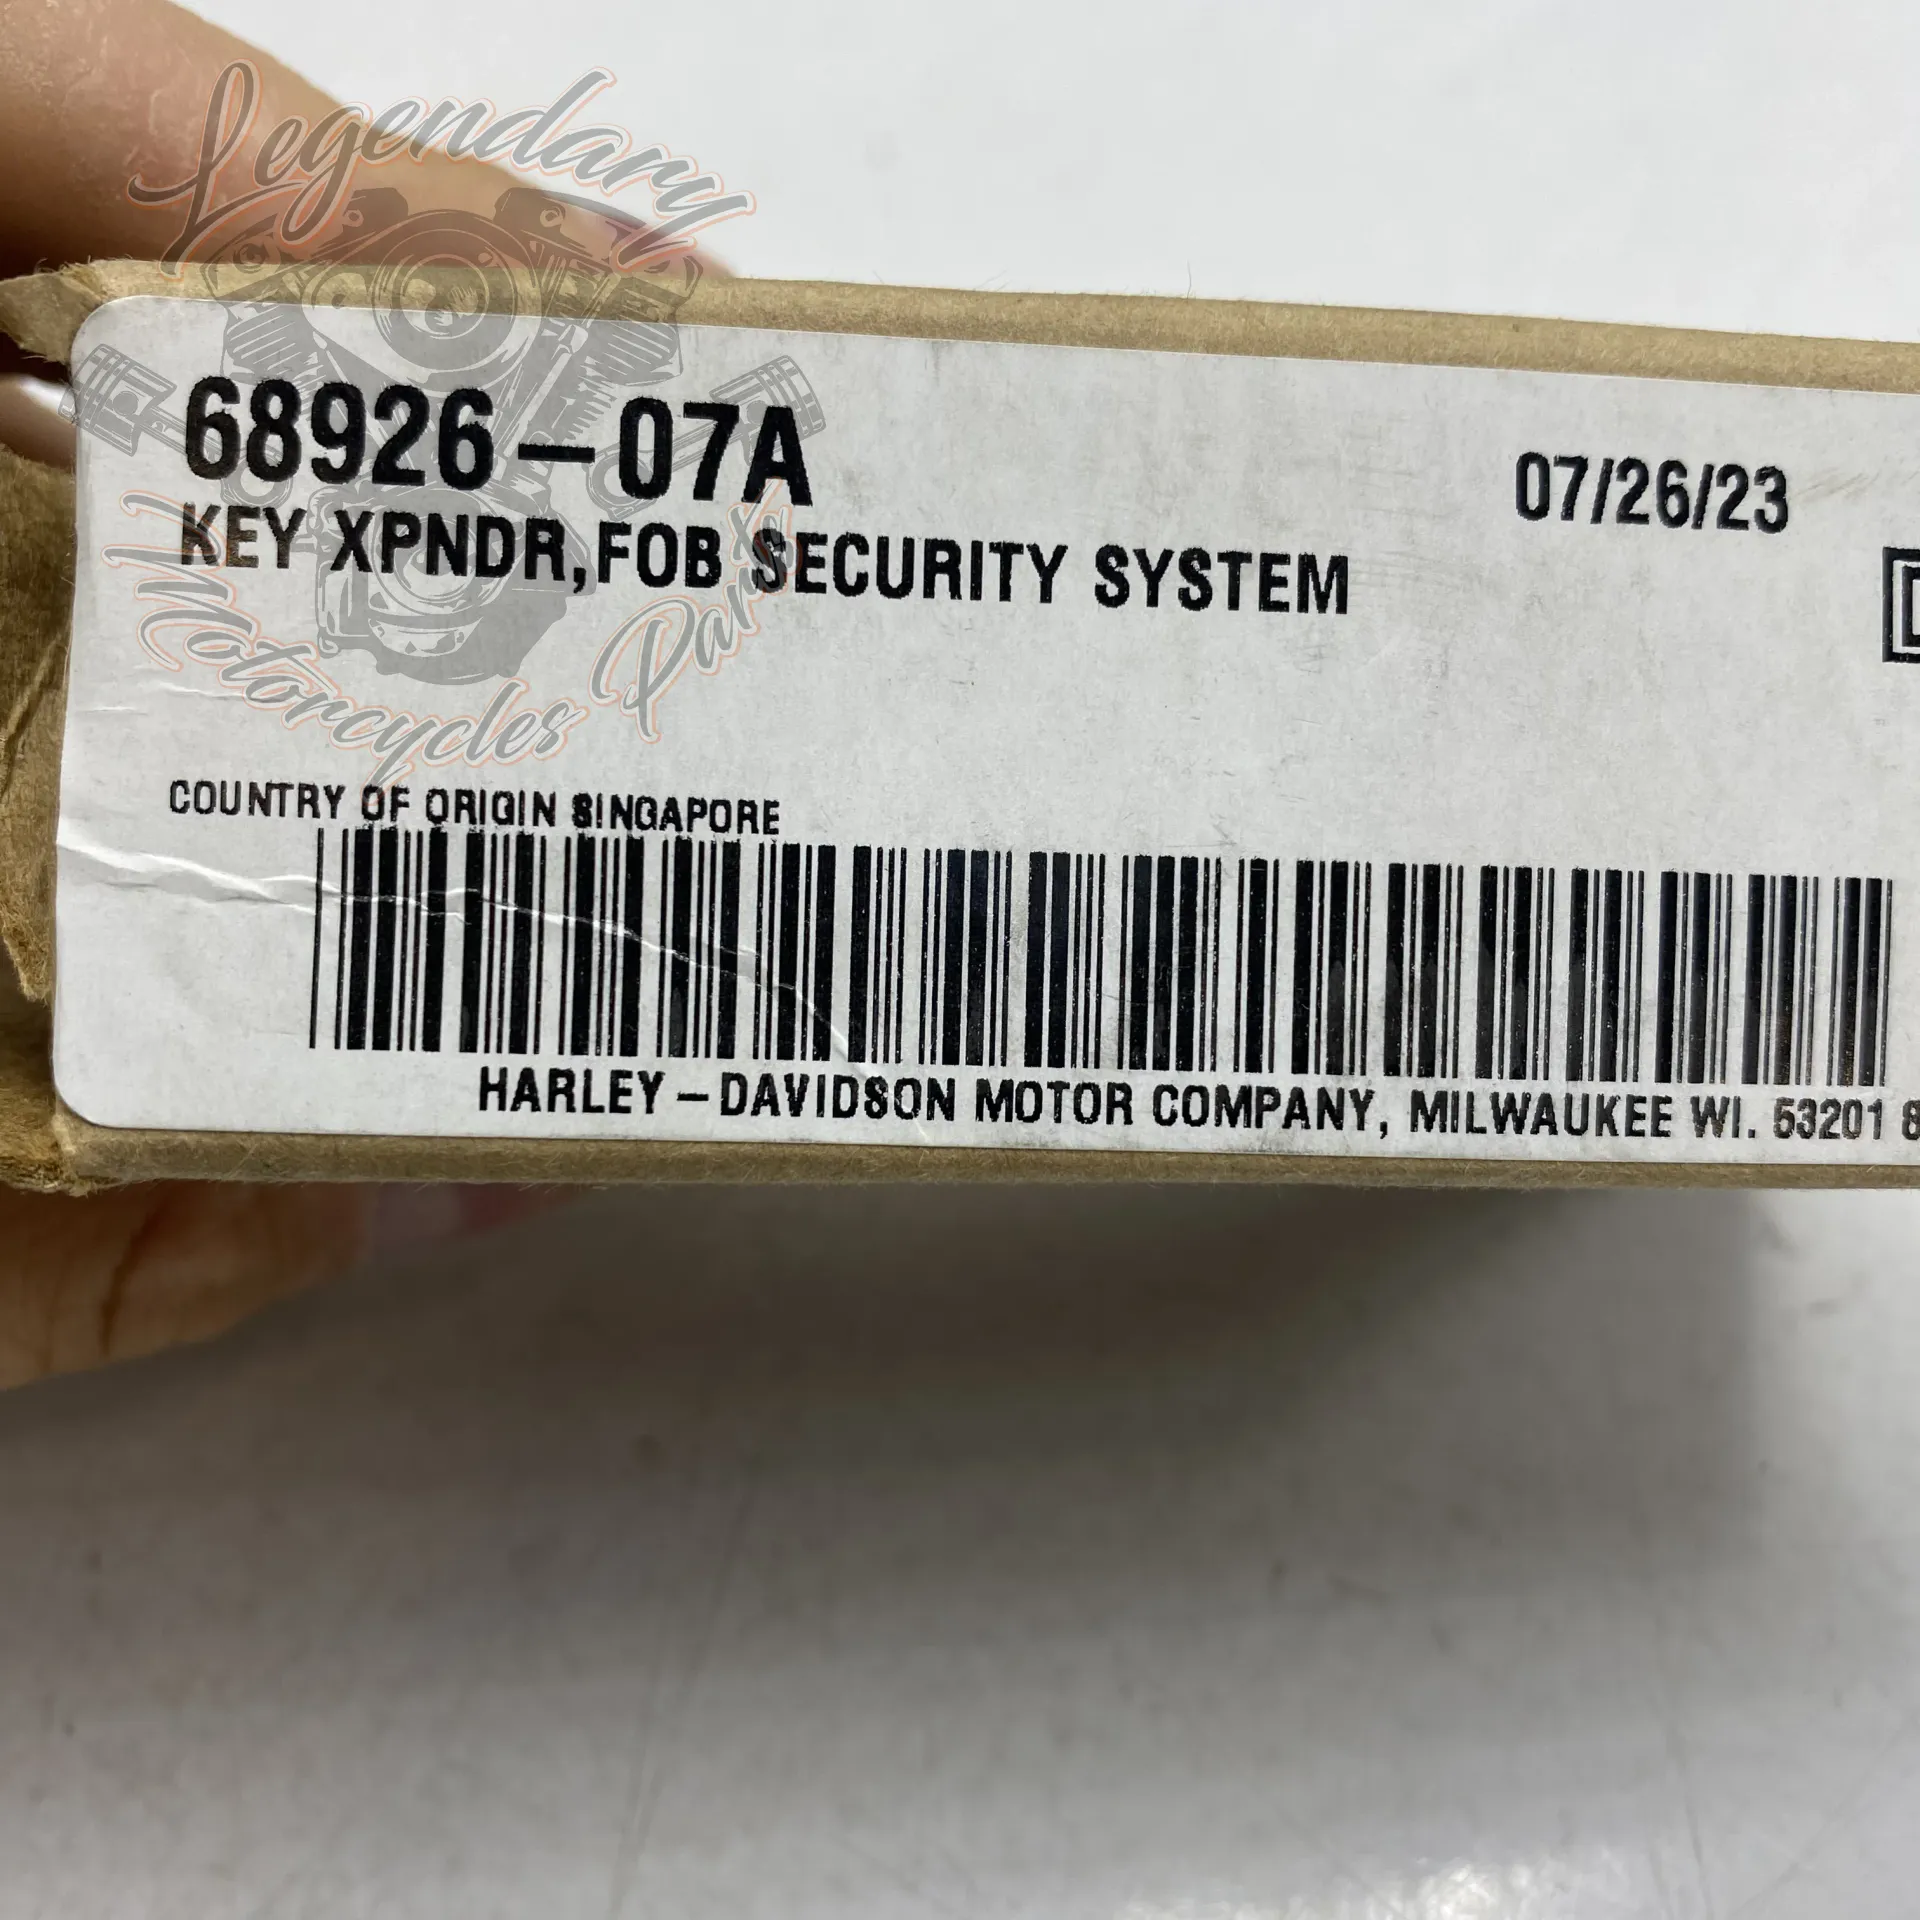 Legendary
68926-07A
07/26/23
KEY XPNDR,FOB SECURITY SYSTEM
Motorcycles Parts
COUNTRY OF ORIGIN SINGAPORE
HARLEY-DAVIDSON MOTOR COMPANY, MILWAUKEE WI. 53201